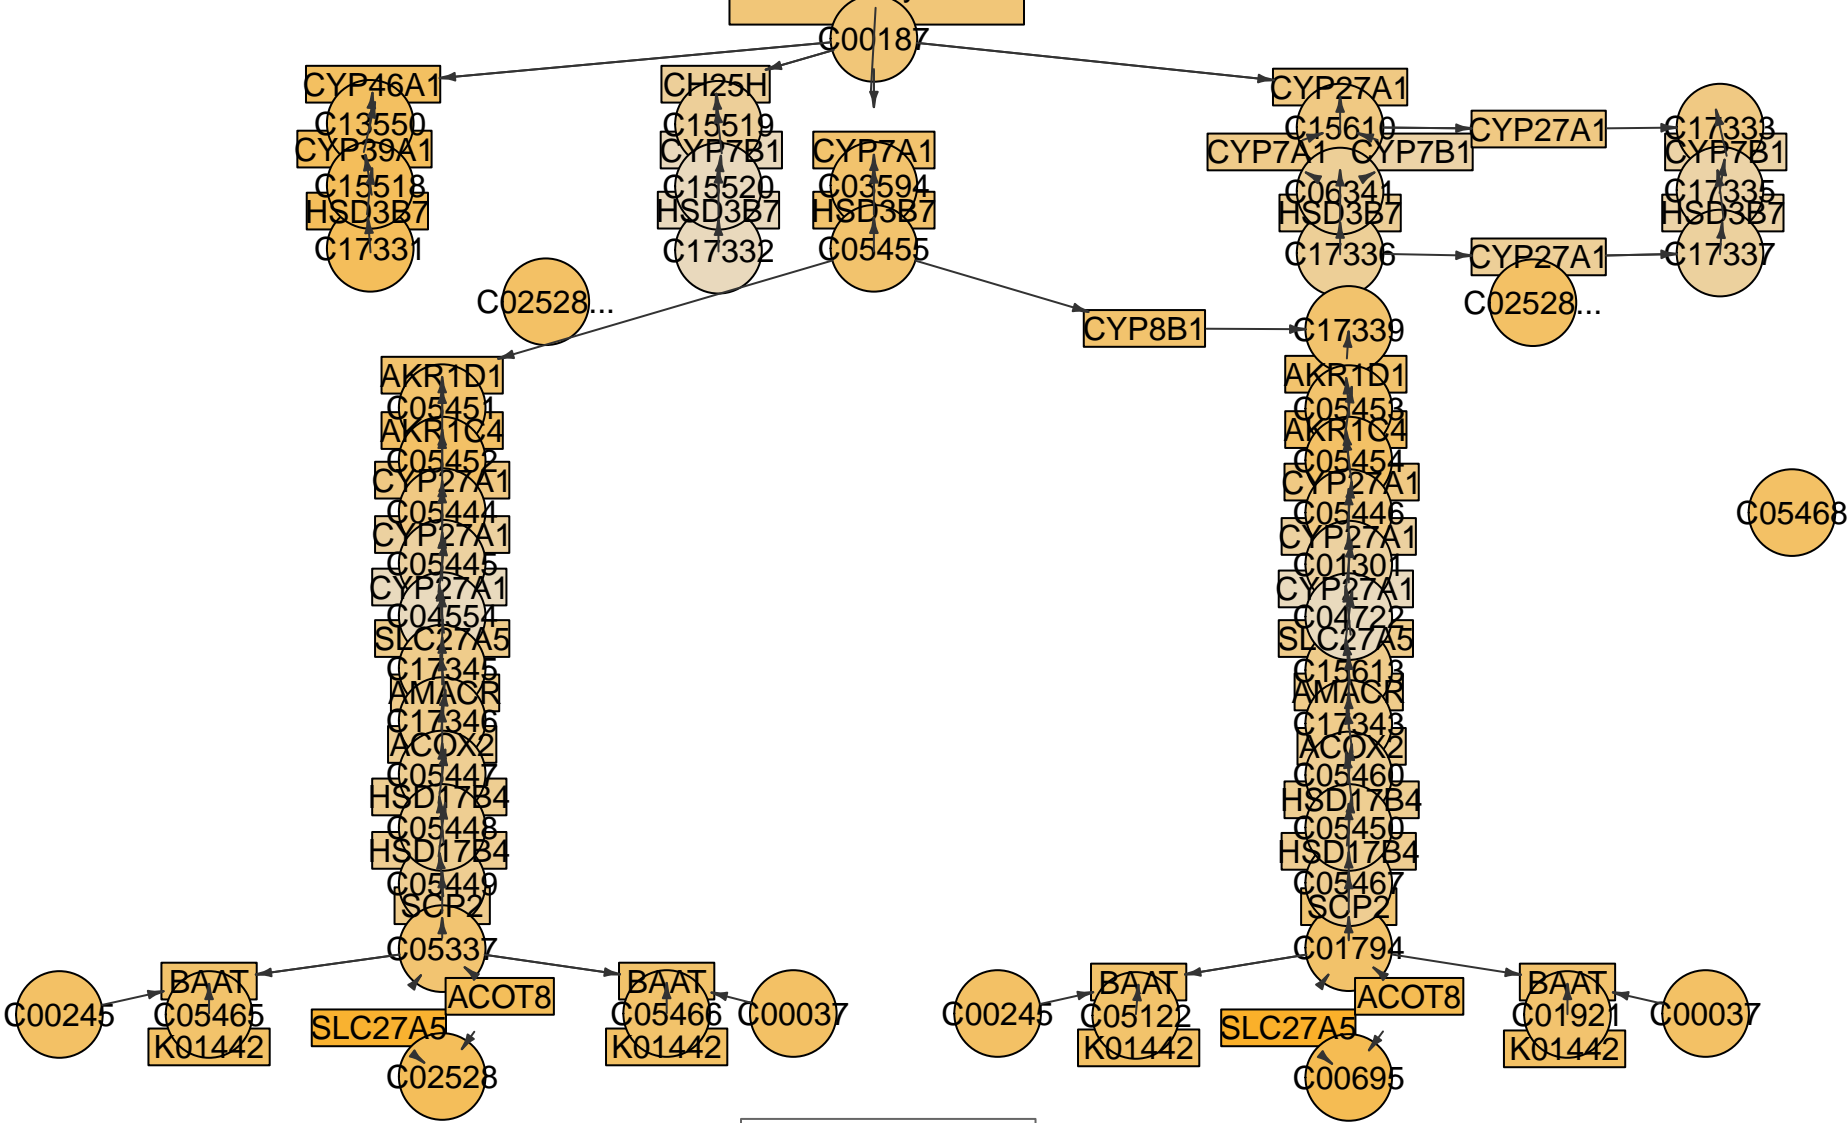 C00187
CYP46A1
CH25H
CYP27A1
C13550
C15519
C15610
CYP27A1
C17333
CYP39A1
CYP7B1
CYP7A1
CYP7A1
CYP7B1
CYP7B1
C15518
C15520
C03594
C06341
C17335
HSD3B7
HSD3B7
HSD3B7
HSD3B7
HSD3B7
C17331
C17332
C05455
C17336
CYP27A1
C17337
C02528...
C02528...
CYP8B1
C17339
AKR1D1
AKR1D1
C05451
C05453
AKR1C4
AKR1C4
C05452
C05454
CYP27A1
CYP27A1
C05444
C05446
C05468
CYP27A1
CYP27A1
C05445
C01301
CYP27A1
CYP27A1
C04554
C04722
SLC27A5
SLC27A5
C17345
C15613
AMACR
AMACR
C17346
C17343
ACOX2
ACOX2
C05447
C05460
HSD17B4
HSD17B4
C05448
C05450
HSD17B4
HSD17B4
C05449
C05467
SCP2
SCP2
C05337
C01794
BAAT
BAAT
BAAT
BAAT
ACOT8
ACOT8
C00245
C05465
C05466
C00037
C00245
C05122
C01921
C00037
SLC27A5
SLC27A5
K01442
K01442
K01442
K01442
C02528
C00695